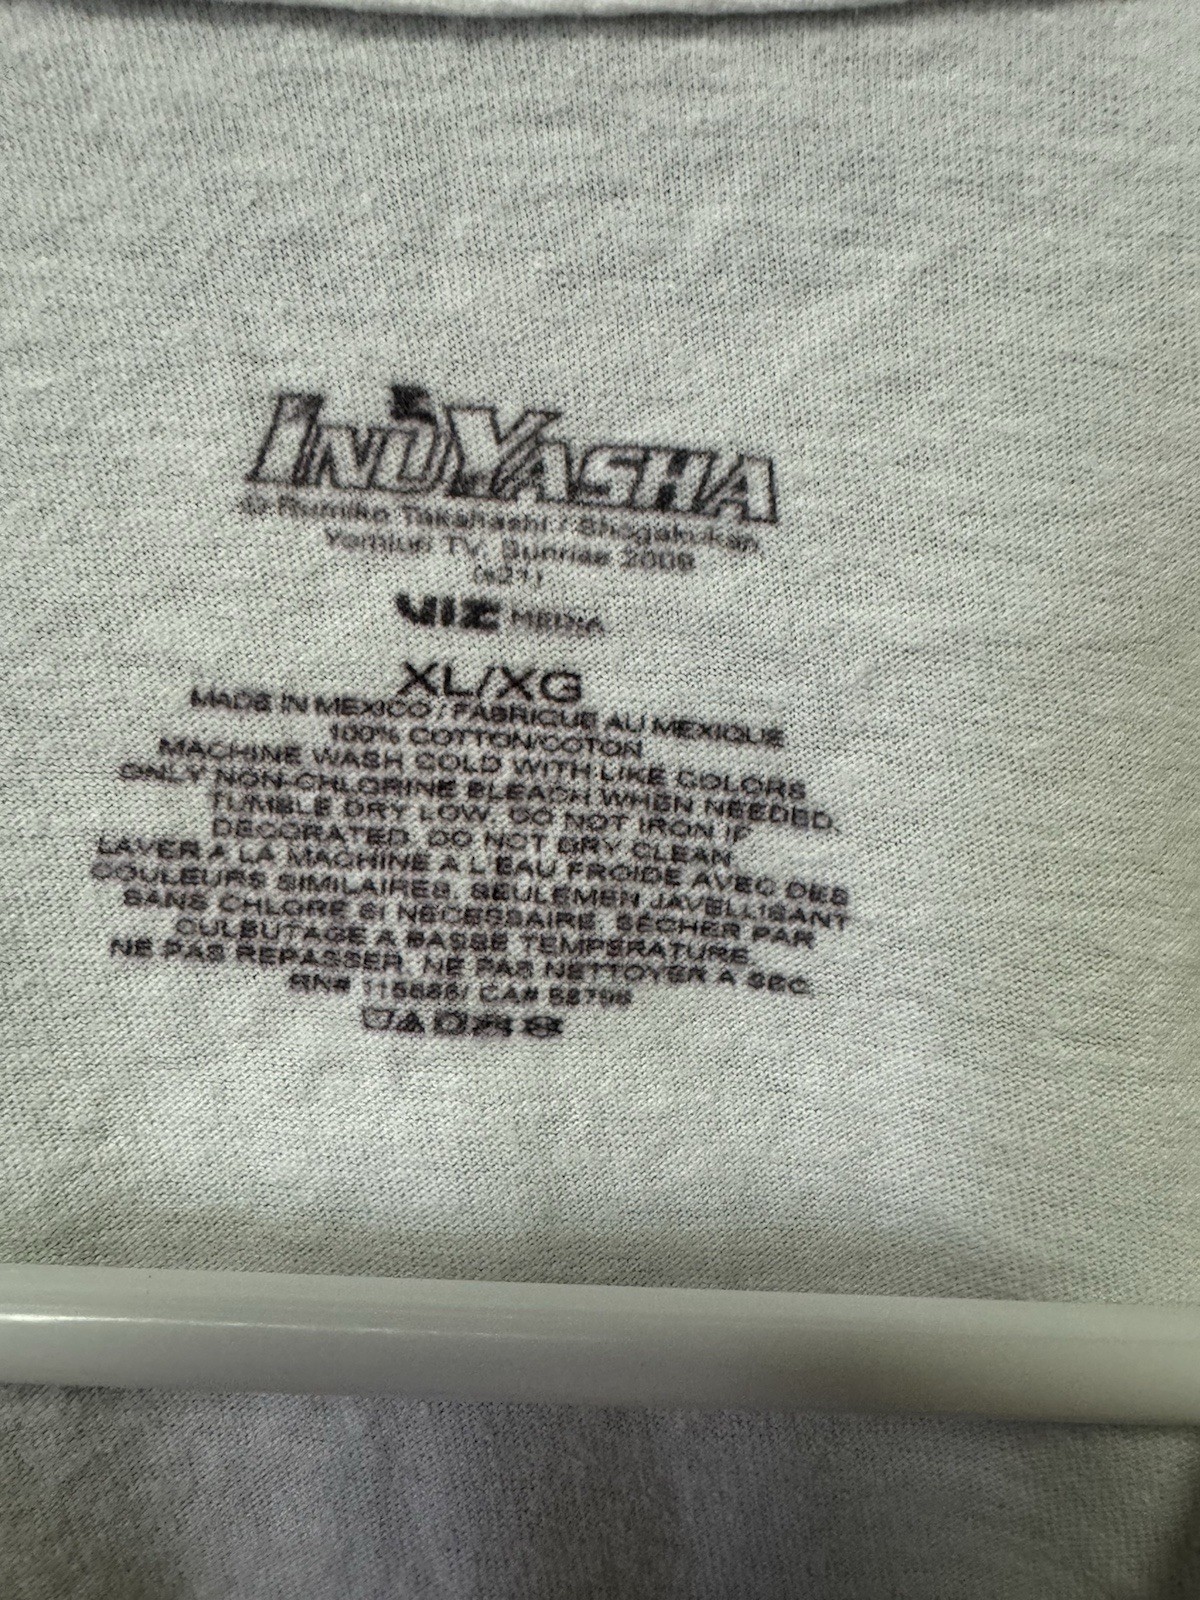 INUYASHA
© Rumiko Takahashi / Shogakukan,
Yomiuri TV, Sunrise 2009
(s21)
VIZ MEDIA
XL/XG
MADE IN MEXICO / FABRIQUE AU MEXIQUE
100% COTTON/COTON
MACHINE WASH COLD WITH LIKE COLORS
ONLY NON-CHLORINE BLEACH WHEN NEEDED.
TUMBLE DRY LOW. DO NOT IRON IF
DECORATED. DO NOT DRY CLEAN
LAVER A LA MACHINE A L'EAU FROIDE AVEC DES
COULEURS SIMILAIRES. SEULEMEN JAVELLISANT
SANS CHLORE SI NECESSAIRE. SECHER PAR
CULBUTAGE A BASSE TEMPERATURE.
NE PAS REPASSER. NE PAS NETTOYER A SEC.
RN# CA#